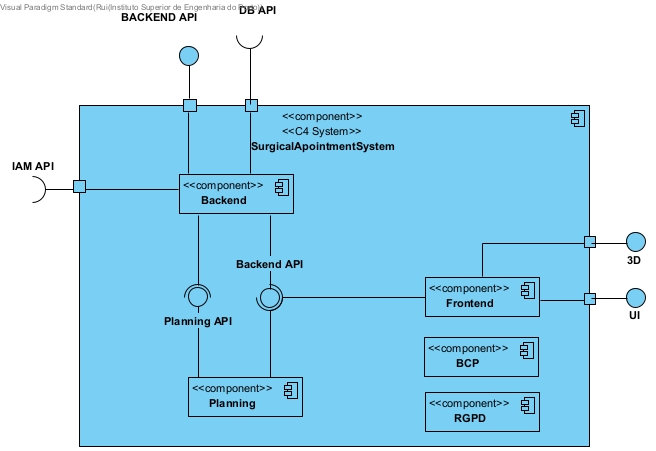 Visual Paradigm Standard(Rui(Instituto Superior de Engenharia do Porto))
BACKEND API
DB API
<<component>>
<<C4 System>>
SurgicalApointmentSystem
IAM API
<<component>>
Backend
3D
Backend API
<<component>>
Frontend
UI
Planning API
<<component>>
BCP
<<component>>
Planning
<<component>>
RGPD